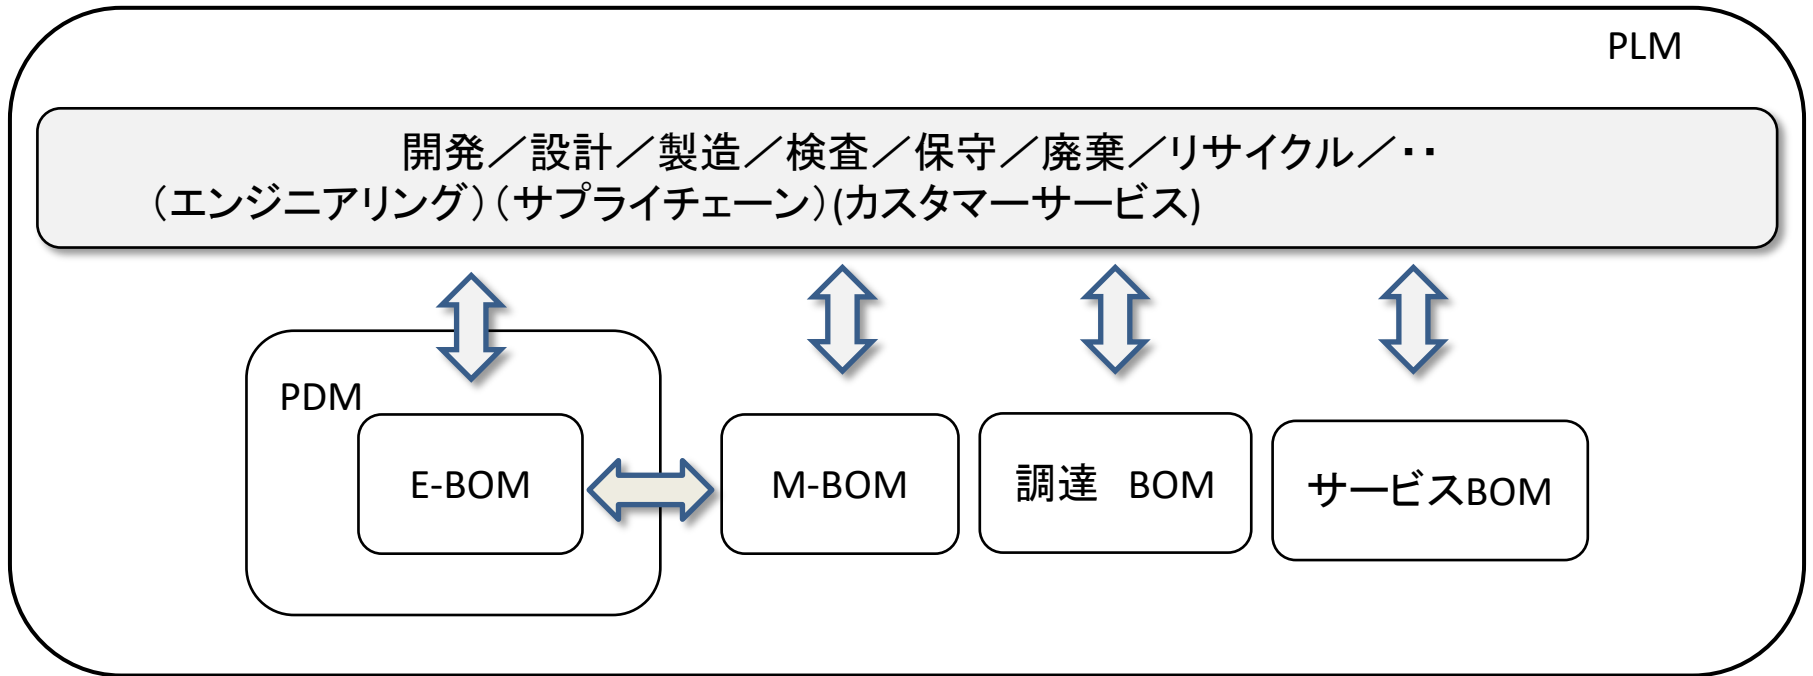 PLM
開発／設計／製造／検査／保守／廃棄／リサイクル／・・
（エンジニアリング）（サプライチェーン）(カスタマーサービス)
PDM
E-BOM
M-BOM
調達　BOM
サービスBOM